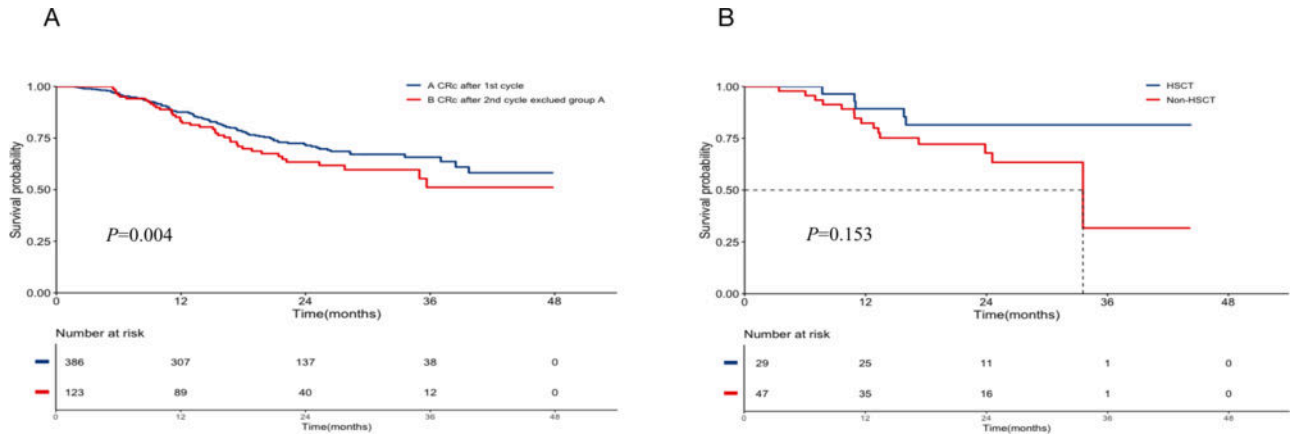 A
Survival probability
1.00
0.75
0.50
0.25
0.00
A CRc after 1st cycle
B CRc after 2nd cycle exclued group A
P=0.004
0
12
24
36
48
Time(months)
Number at risk
386 307 137 38 0
123 89 40 12 0
0 12 24 36 48
Time(months)
B
Survival probability
1.00
0.75
0.50
0.25
0.00
HSCT
Non-HSCT
P=0.153
0
12
24
36
48
Time(months)
Number at risk
29 25 11 1 0
47 35 16 1 0
0 12 24 36 48
Time(months)